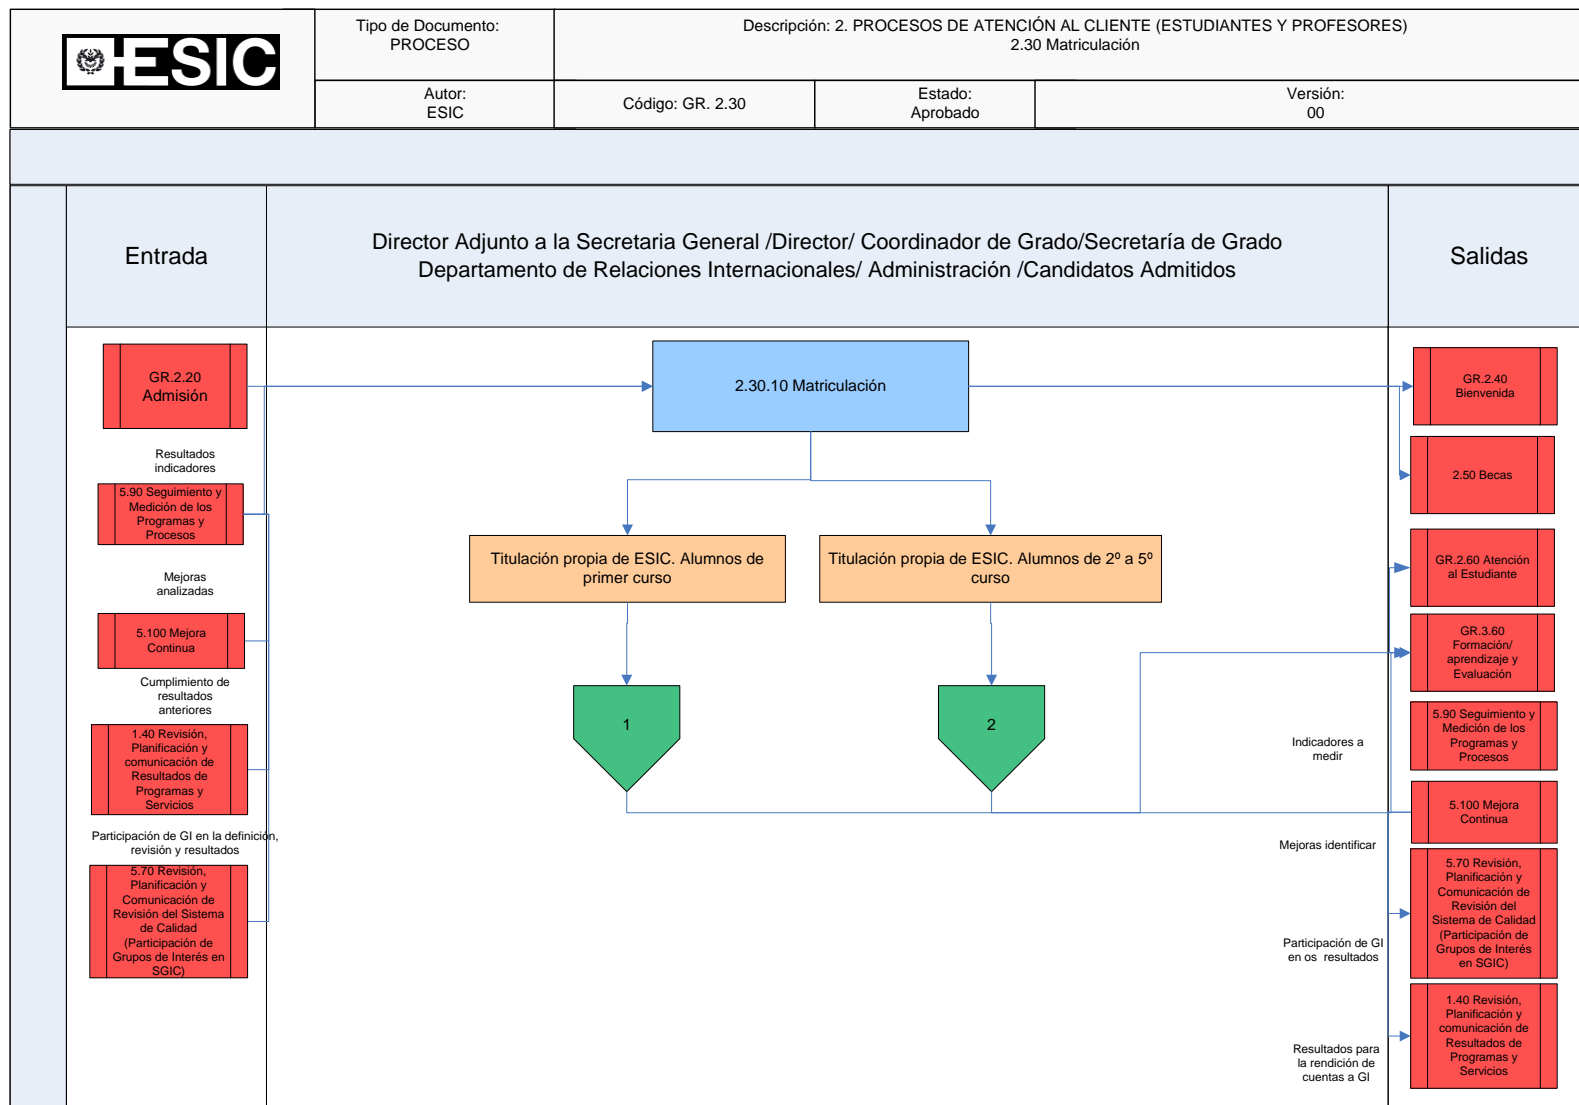 ESIC
Tipo de Documento:
PROCESO
Descripción: 2. PROCESOS DE ATENCIÓN AL CLIENTE (ESTUDIANTES Y PROFESORES)
2.30 Matriculación
Autor:
ESIC
Código: GR. 2.30
Estado:
Aprobado
Versión:
00
Entrada
Director Adjunto a la Secretaria General /Director/ Coordinador de Grado/Secretaría de Grado
Departamento de Relaciones Internacionales/ Administración /Candidatos Admitidos
Salidas
GR.2.20
Admisión
Resultados
indicadores
5.90 Seguimiento y
Medición de los
Programas y
Procesos
Mejoras
analizadas
5.100 Mejora
Continua
Cumplimiento de
resultados
anteriores
1.40 Revisión,
Planificación y
comunicación de
Resultados de
Programas y
Servicios
Participación de GI en la definición,
revisión y resultados
5.70 Revisión,
Planificación y
Comunicación de
Revisión del Sistema
de Calidad
(Participación de
Grupos de Interés en
SGIC)
2.30.10 Matriculación
Titulación propia de ESIC. Alumnos de
primer curso
Titulación propia de ESIC. Alumnos de 2º a 5º
curso
1
2
Indicadores a
medir
Mejoras identificar
Participación de GI
en os resultados
Resultados para
la rendición de
cuentas a GI
GR.2.40
Bienvenida
2.50 Becas
GR.2.60 Atención
al Estudiante
GR.3.60
Formación/
aprendizaje y
Evaluación
5.90 Seguimiento y
Medición de los
Programas y
Procesos
5.100 Mejora
Continua
5.70 Revisión,
Planificación y
Comunicación de
Revisión del
Sistema de Calidad
(Participación de
Grupos de Interés
en SGIC)
1.40 Revisión,
Planificación y
comunicación de
Resultados de
Programas y
Servicios